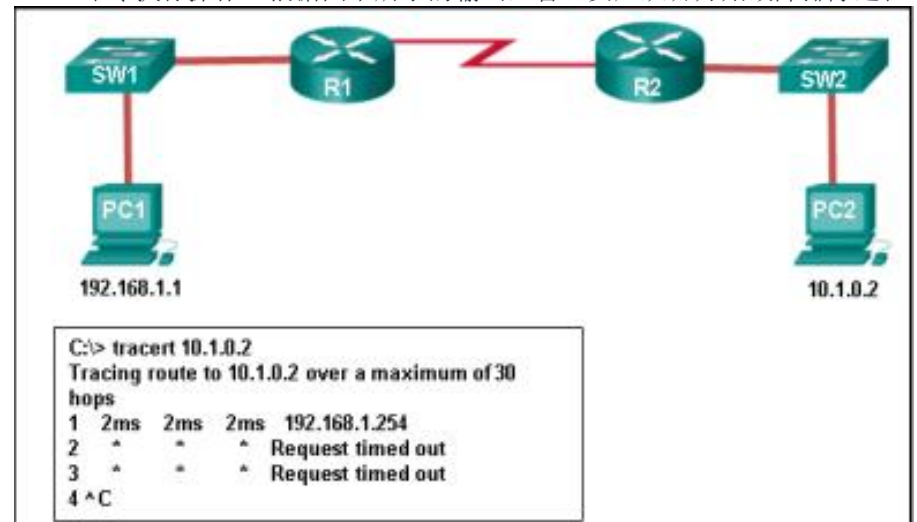 SW1
R1
R2
SW2
PC1
PC2
192.168.1.1
10.1.0.2
C:\> tracert 10.1.0.2
Tracing route to 10.1.0.2 over a maximum of 30
hops
1 2ms 2ms 2ms 192.168.1.254
2 * * * Request timed out
3 * * * Request timed out
4 ^C